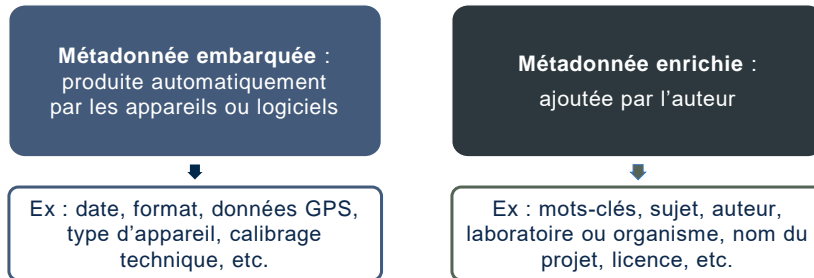 Métadonnée embarquée :
produite automatiquement
par les appareils ou logiciels
Métadonnée enrichie :
ajoutée par l’auteur
Ex : date, format, données GPS,
type d’appareil, calibrage
technique, etc.
Ex : mots-clés, sujet, auteur,
laboratoire ou organisme, nom du
projet, licence, etc.